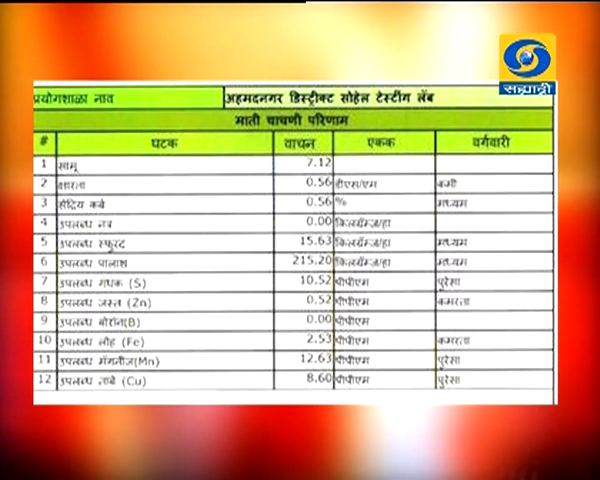 सह्याद्री
प्रयोगशाळा नाव अहमदनगर डिस्ट्रीक्ट सोहेल टेस्टींग लॅब
माती चाचणी परिणाम
# घटक वाचन एकक वर्गवारी
1 सामू 7.12
2 क्षारता 0.56 डीएस/एम कमी
3 सेंद्रिय कर्ब 0.56 % मध्यम
4 उपलब्ध नत्र 0.00 किलोग्रॅम/हा
5 उपलब्ध स्फुरद 15.63 किलोग्रॅम/हा मध्यम
6 उपलब्ध पालाश 215.20 किलोग्रॅम/हा मध्यम
7 उपलब्ध गंधक (S) 10.52 पीपीएम पुरेसा
8 उपलब्ध जस्त (Zn) 0.52 पीपीएम कमरता
9 उपलब्ध बोरॉन(B) 0.00 पीपीएम
10 उपलब्ध लोह (Fe) 2.53 पीपीएम कमरता
11 उपलब्ध मॅंगनीज(Mn) 12.63 पीपीएम पुरेसा
12 उपलब्ध तांबे (Cu) 8.60 पीपीएम पुरेसा